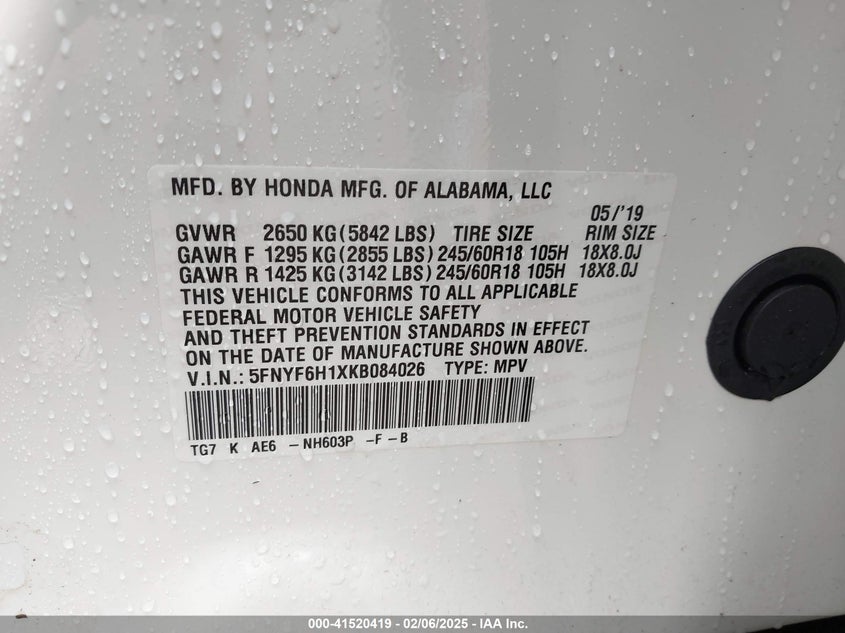 MFD. BY HONDA MFG. OF ALABAMA, LLC
05/'19
GVWR 2650 KG (5842 LBS) TIRE SIZE RIM SIZE
GAWR F 1295 KG (2855 LBS) 245/60R18 105H 18X8.0J
GAWR R 1425 KG (3142 LBS) 245/60R18 105H 18X8.0J
THIS VEHICLE CONFORMS TO ALL APPLICABLE
FEDERAL MOTOR VEHICLE SAFETY
AND THEFT PREVENTION STANDARDS IN EFFECT
ON THE DATE OF MANUFACTURE SHOWN ABOVE.
V.I.N.: 5FNYF6H1XKB084026 TYPE: MPV
TG7 K AE6 -NH603P -F -B
000-41520419 - 02/06/2025 - IAA Inc.